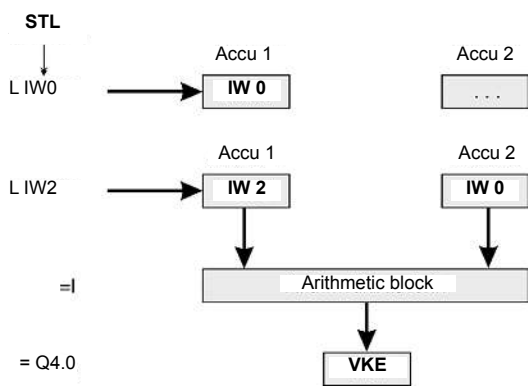 STL
Accu 1 Accu 2
L IW0 IW 0 . . .
Accu 1 Accu 2
L IW2 IW 2 IW 0
=I Arithmetic block
= Q4.0 VKE